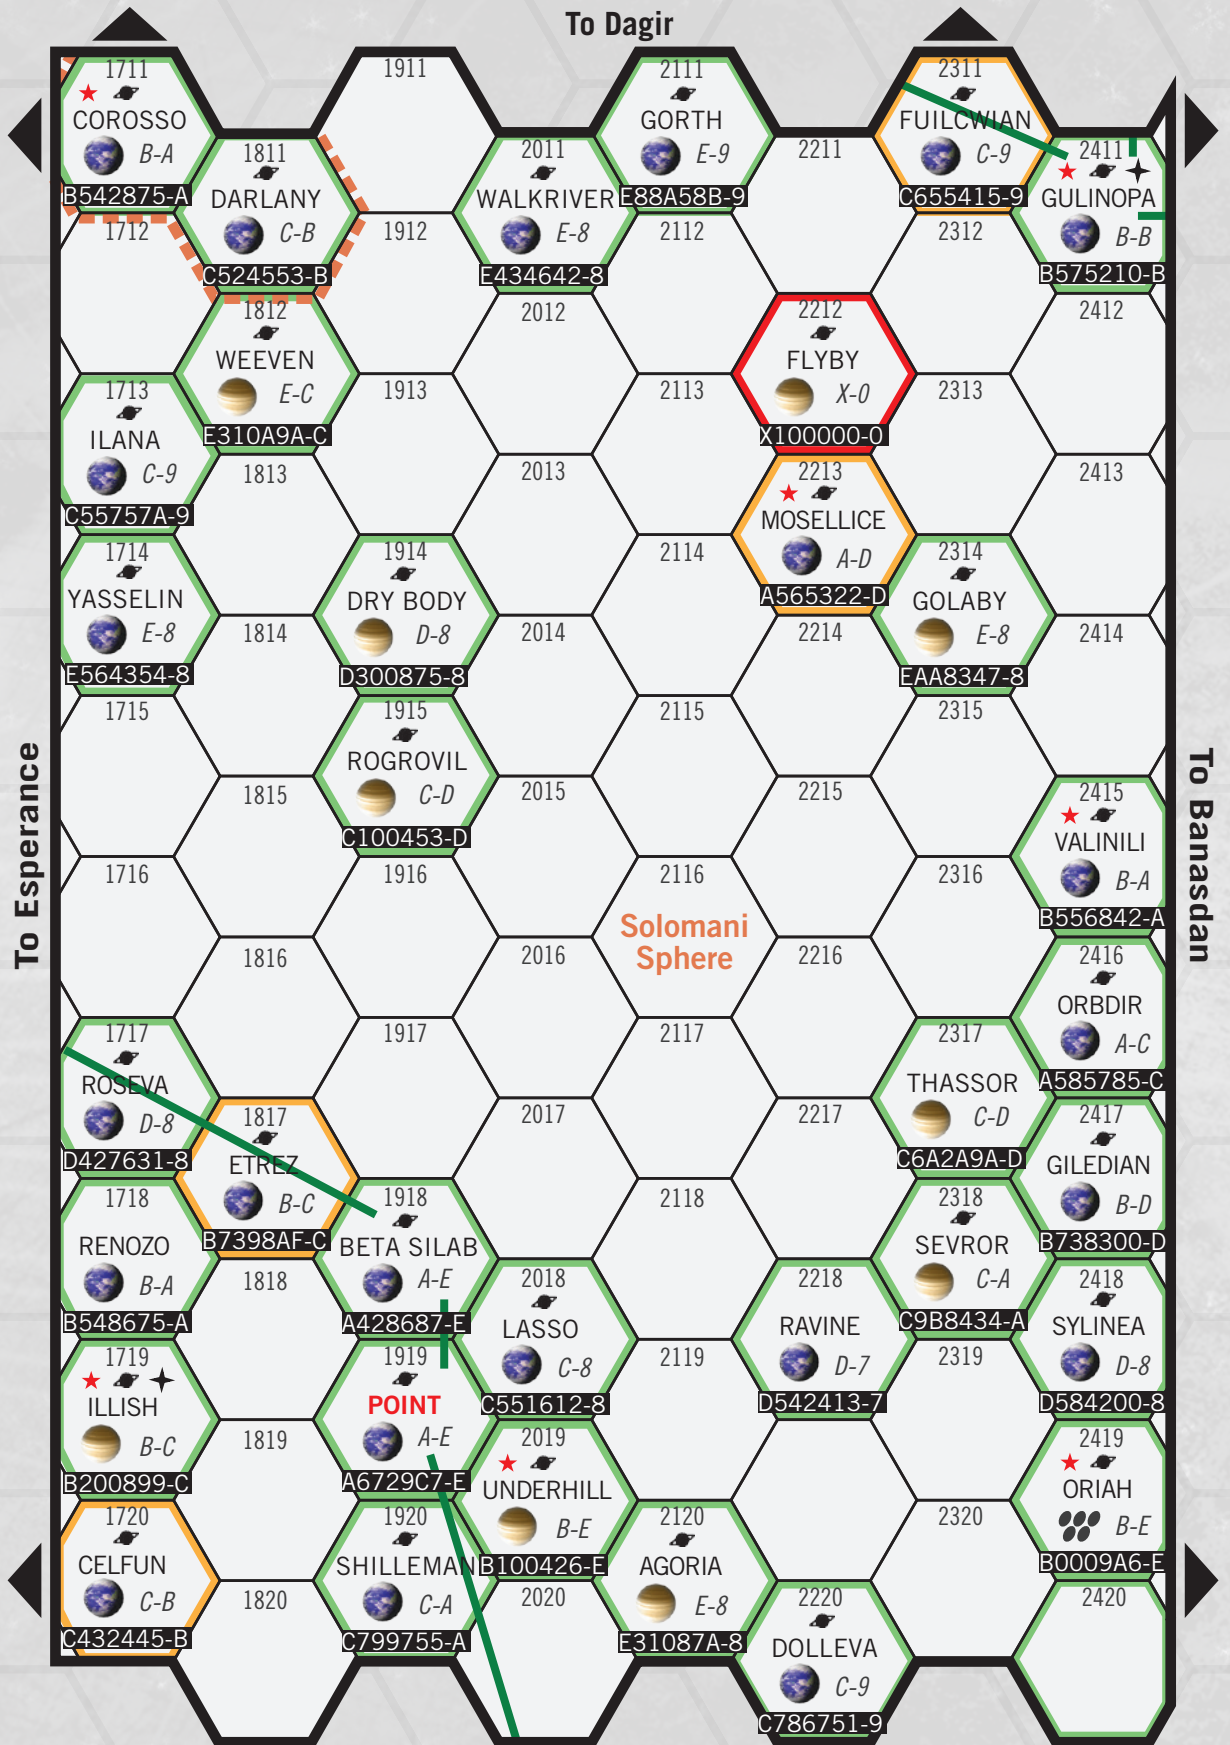 To Dagir
To Esperance
To Banasdan
1711
COROSSO
B-A
B542875-A
1712
1713
ILANA
C-9
C55757A-9
1714
YASSELIN
E-8
E564354-8
1715
1716
1717
ROSEVA
D-8
D427631-8
1718
RENOZO
B-A
B548675-A
1719
ILLISH
B-C
B200899-C
1720
CELFUN
C-B
C432445-B
1811
DARLANY
C-B
C524553-B
1812
WEEVEN
E-C
E310A9A-C
1813
1814
1815
1816
1817
ETREZ
B-C
B7398AF-C
1818
1819
1820
1911
1912
1913
1914
DRY BODY
D-8
D300875-8
1915
ROGROVIL
C-D
C100453-D
1916
1917
1918
BETA SILAB
A-E
A428687-E
1919
POINT
A-E
A6729C7-E
1920
SHILLEMAN
C-A
C799755-A
2011
WALKRIVER
E-8
E434642-8
2012
2013
2014
2015
2016
2017
2018
LASSO
C-8
C551612-8
2019
UNDERHILL
B-E
B100426-E
2020
2111
GORTH
E-9
E88A58B-9
2112
2113
2114
2115
2116
Solomani
Sphere
2117
2118
2119
2120
AGORIA
E-8
E31087A-8
2211
2212
FLYBY
X-0
X100000-0
2213
MOSELLICE
A-D
A565322-D
2214
2215
2216
2217
2218
RAVINE
D-7
D542413-7
2220
DOLLEVA
C-9
C786751-9
2311
FUILCWIAN
C-9
C655415-9
2312
2313
2314
GOLABY
E-8
EAA8347-8
2315
2316
2317
THASSOR
C-D
C6A2A9A-D
2318
SEVROR
C-A
C9B8434-A
2319
2320
2411
GULINOPA
B-B
B575210-B
2412
2413
2414
2415
VALINILI
B-A
B556842-A
2416
ORBDIR
A-C
A585785-C
2417
GILEDIAN
B-D
B738300-D
2418
SYLINEA
D-8
D584200-8
2419
ORIAH
B-E
B0009A6-E
2420